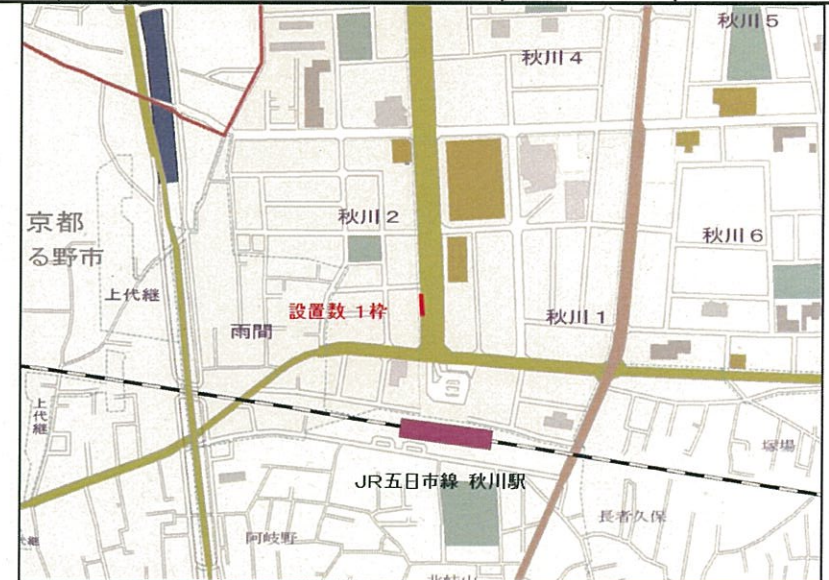 秋川5
秋川4
秋川2
京都
る野市
秋川6
上代継
設置数 1枠
秋川1
雨間
上代継
塚場
JR五日市線 秋川駅
長者久保
阿岐野